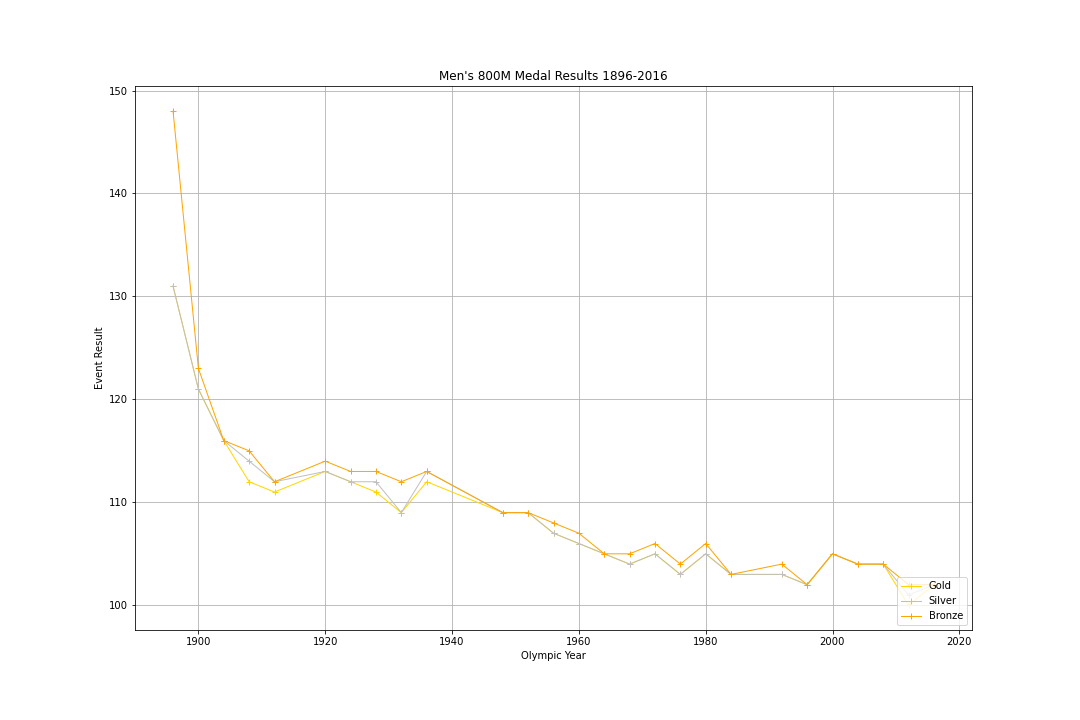 Men's 800M Medal Results 1896-2016
150
140
130
120
110
100
Event Result
Gold
Silver
Bronze
1900 1920 1940 1960 1980 2000 2020
Olympic Year